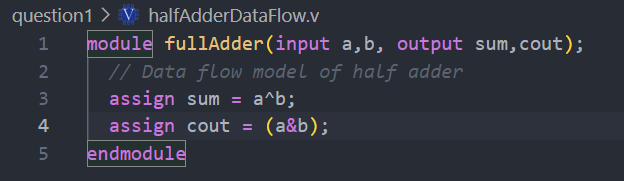 question1 > halfAdderDataFlow.v
1 module fullAdder(input a,b, output sum,cout);
2 // Data flow model of half adder
3 assign sum = a^b;
4 assign cout = (a&b);
5 endmodule